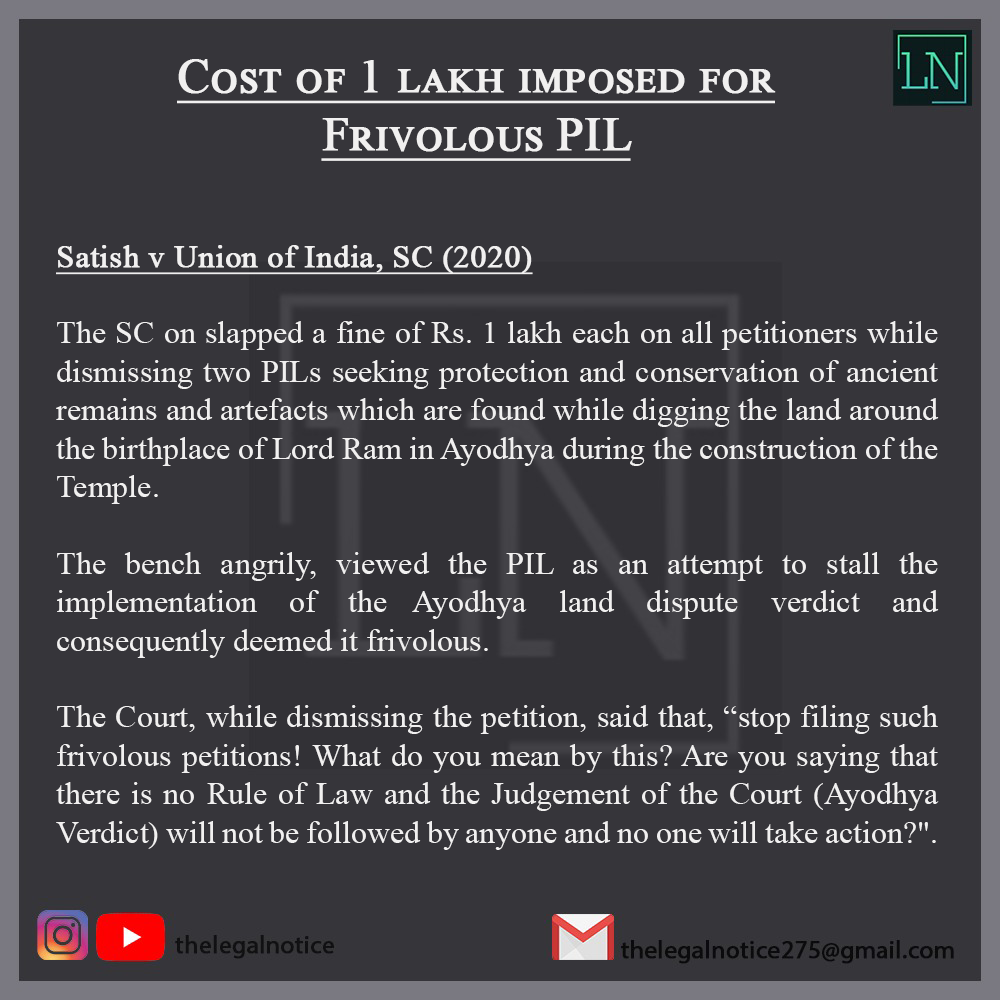 COST OF 1 LAKH IMPOSED FOR
FRIVOLOUS PIL
LN
Satish v Union of India, SC (2020)
The SC on slapped a fine of Rs. 1 lakh each on all petitioners while
dismissing two PILs seeking protection and conservation of ancient
remains and artefacts which are found while digging the land around
the birthplace of Lord Ram in Ayodhya during the construction of the
Temple.
The bench angrily, viewed the PIL as an attempt to stall the
implementation of the Ayodhya land dispute verdict and
consequently deemed it frivolous.
The Court, while dismissing the petition, said that, “stop filing such
frivolous petitions! What do you mean by this? Are you saying that
there is no Rule of Law and the Judgement of the Court (Ayodhya
Verdict) will not be followed by anyone and no one will take action?".
thelegalnotice
thelegalnotice275@gmail.com